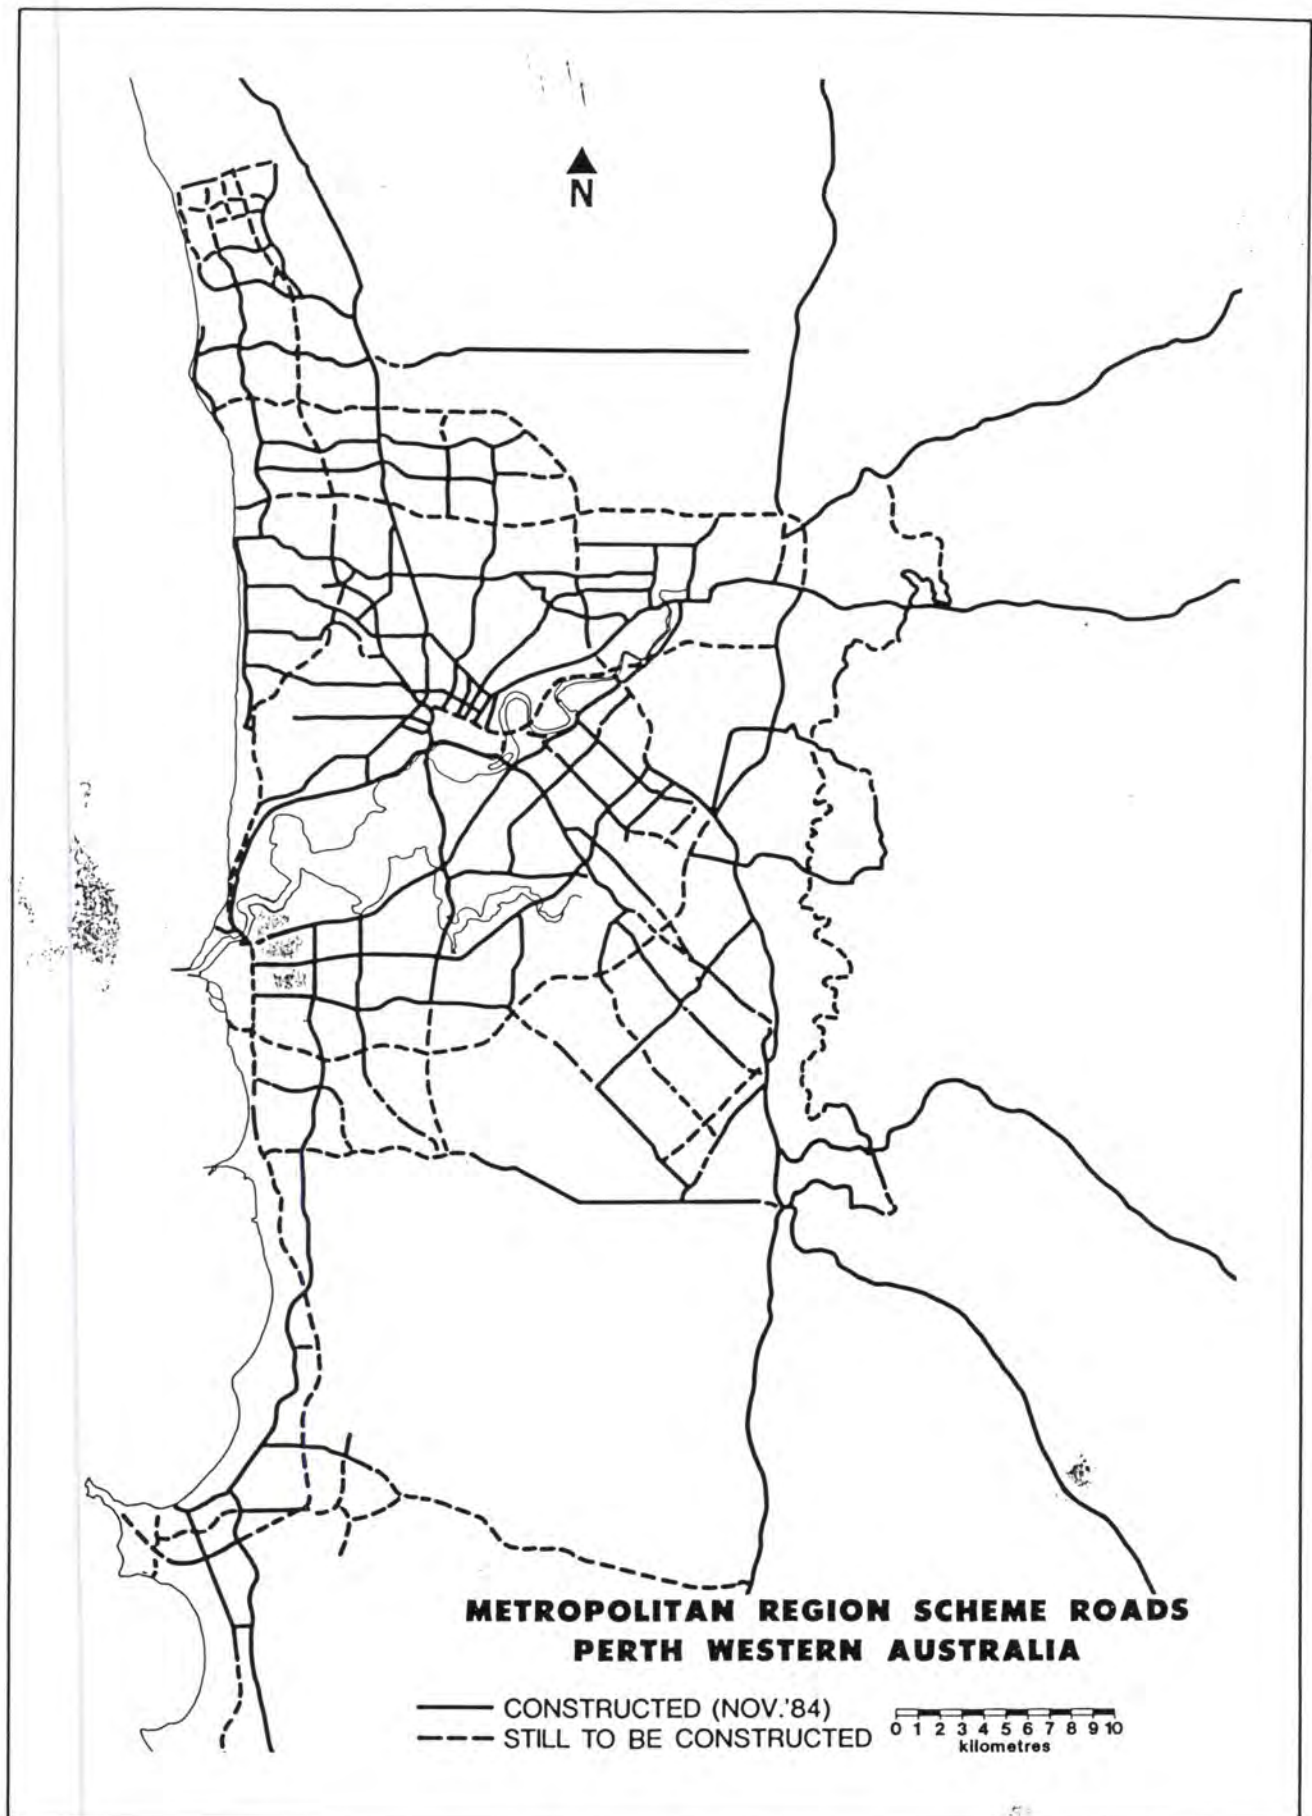 N
METROPOLITAN REGION SCHEME ROADS
PERTH WESTERN AUSTRALIA
CONSTRUCTED (NOV.'84)
STILL TO BE CONSTRUCTED
0 1 2 3 4 5 6 7 8 9 10
kilometres